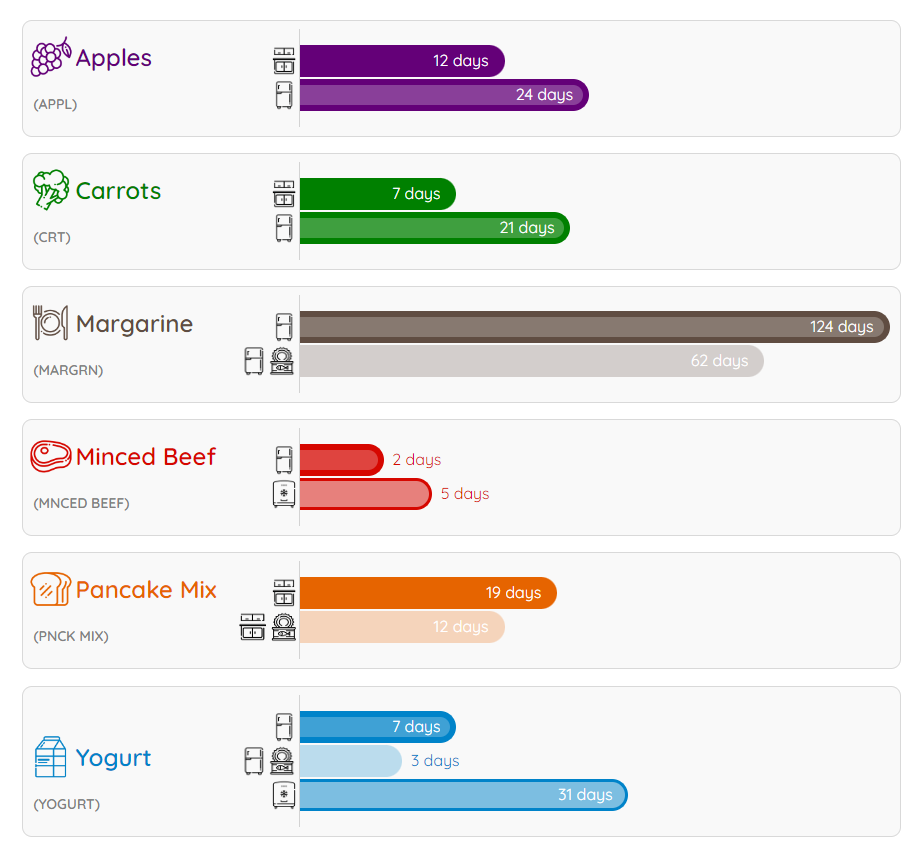 Apples
12 days
24 days
(APPL)
Carrots
7 days
21 days
(CRT)
Margarine
124 days
62 days
(MARGRN)
Minced Beef
2 days
5 days
(MNCED BEEF)
Pancake Mix
19 days
12 days
(PNCK MIX)
7 days
Yogurt
3 days
31 days
(YOGURT)